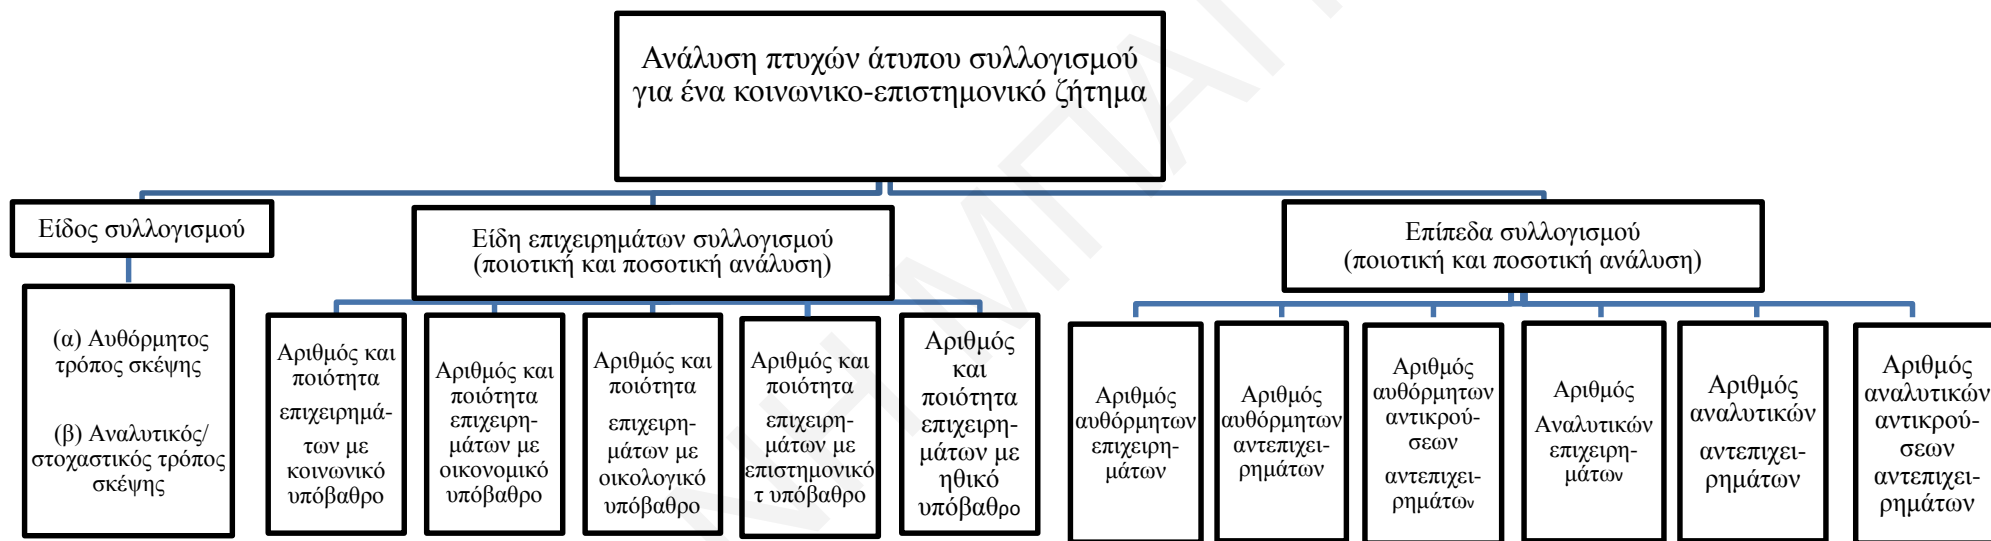 Ανάλυση πτυχών άτυπου συλλογισμού
για ένα κοινωνικο-επιστημονικό ζήτημα
Είδος συλλογισμού
Είδη επιχειρημάτων συλλογισμού
(ποιοτική και ποσοτική ανάλυση)
Επίπεδα συλλογισμού
(ποιοτική και ποσοτική ανάλυση)
(α) Αυθόρμητος
τρόπος σκέψης
(β) Αναλυτικός/
στοχαστικός τρόπος
σκέψης
Αριθμός και
ποιότητα
επιχειρημά-
των με
κοινωνικό
υπόβαθρο
Αριθμός και
ποιότητα
επιχειρη-
μάτων με
οικονομικό
υπόβαθρο
Αριθμός και
ποιότητα
επιχειρη-
μάτων με
οικολογικό
υπόβαθρο
Αριθμός και
ποιότητα
επιχειρη-
μάτων με
επιστημονικό
τ υπόβαθρο
Αριθμός
και
ποιότητα
επιχειρη-
μάτων με
ηθικό
υπόβαθρο
Αριθμός
αυθόρμητων
επιχειρη-
μάτων
Αριθμός
αυθόρμητων
αντεπιχει-
ρημάτων
Αριθμός
αυθόρμητων
αντικρού-
σεων
αντεπιχει-
ρημάτων
Αριθμός
Αναλυτικών
επιχειρη-
μάτων
Αριθμός
αναλυτικών
αντεπιχει-
ρημάτων
Αριθμός
αναλυτικών
αντικρού-
σεων
αντεπιχει-
ρημάτων